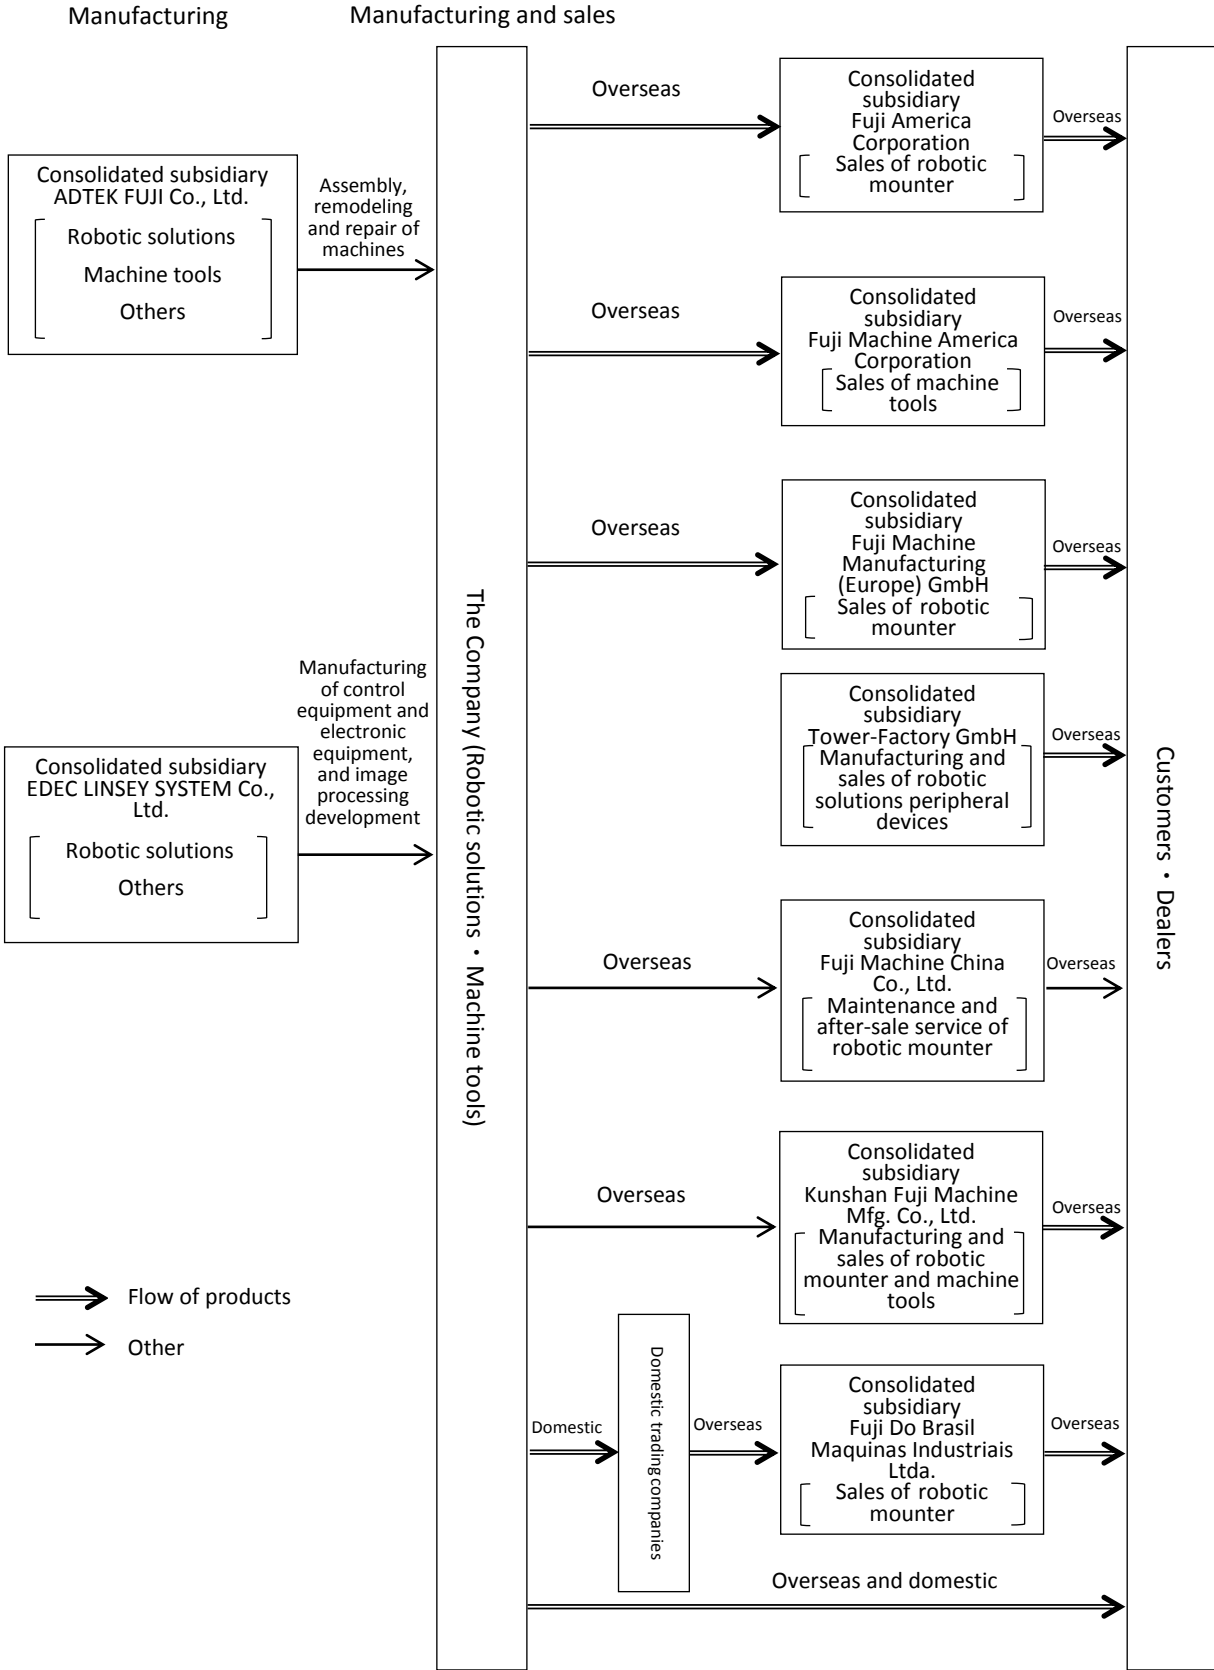 Manufacturing
Manufacturing and sales
Consolidated subsidiary
ADTEK FUJI Co., Ltd.
Robotic solutions
Machine tools
Others
Assembly,
remodeling
and repair of
machines
Consolidated subsidiary
EDEC LINSEY SYSTEM Co.,
Ltd.
Robotic solutions
Others
Manufacturing
of control
equipment and
electronic
equipment,
and image
processing
development
Flow of products
Other
The Company (Robotic solutions・Machine tools)
Overseas
Consolidated
subsidiary
Fuji America
Corporation
Sales of robotic
mounter
Overseas
Overseas
Consolidated
subsidiary
Fuji Machine America
Corporation
Sales of machine
tools
Overseas
Overseas
Consolidated
subsidiary
Fuji Machine
Manufacturing
(Europe) GmbH
Sales of robotic
mounter
Overseas
Consolidated
subsidiary
Tower-Factory GmbH
Manufacturing and
sales of robotic
solutions peripheral
devices
Overseas
Overseas
Consolidated
subsidiary
Fuji Machine China
Co., Ltd.
Maintenance and
after-sale service of
robotic mounter
Overseas
Overseas
Consolidated
subsidiary
Kunshan Fuji Machine
Mfg. Co., Ltd.
Manufacturing and
sales of robotic
mounter and machine
tools
Overseas
Domestic
Domestic trading companies
Overseas
Consolidated
subsidiary
Fuji Do Brasil
Maquinas Industriais
Ltda.
Sales of robotic
mounter
Overseas
Overseas and domestic
Customers・Dealers